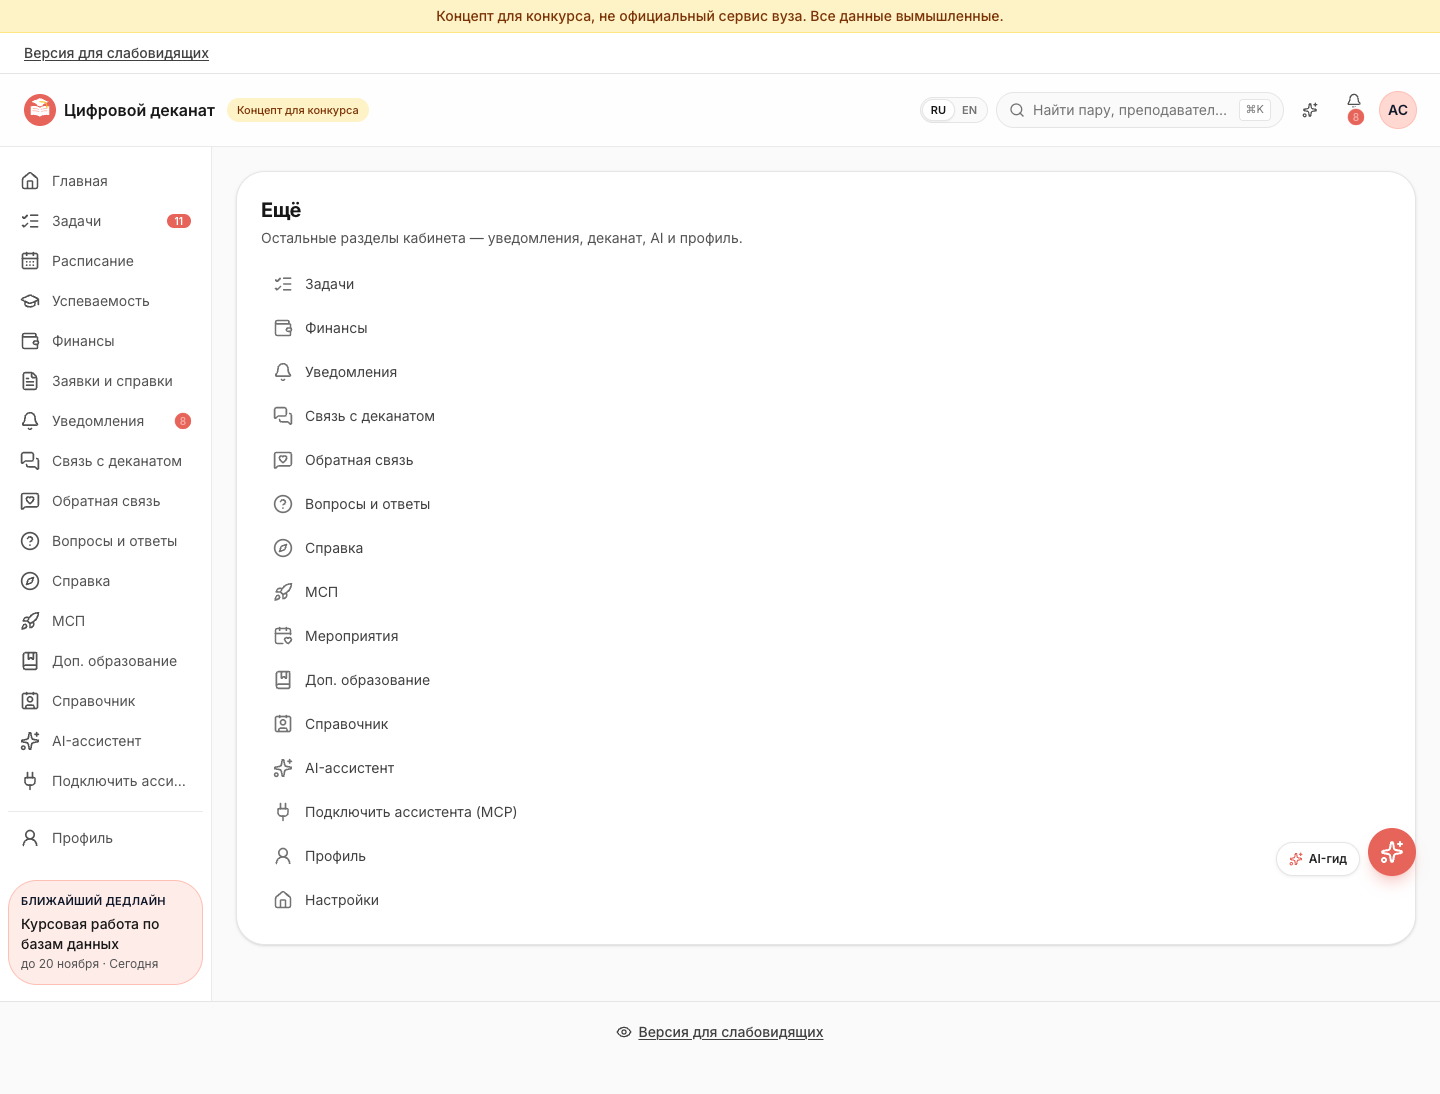 Концепт для конкурса, не официальный сервис вуза. Все данные вымышленные.
Версия для слабовидящих
Цифровой деканат
Концепт для конкурса
RU EN
Найти пару, преподавател...
⌘K
8
АС
Главная
Задачи 11
Расписание
Успеваемость
Финансы
Заявки и справки
Уведомления 8
Связь с деканатом
Обратная связь
Вопросы и ответы
Справка
МСП
Доп. образование
Справочник
AI-ассистент
Подключить асси...
Профиль
БЛИЖАЙШИЙ ДЕДЛАЙН
Курсовая работа по
базам данных
до 20 ноября · Сегодня
Ещё
Остальные разделы кабинета — уведомления, деканат, AI и профиль.
Задачи
Финансы
Уведомления
Связь с деканатом
Обратная связь
Вопросы и ответы
Справка
МСП
Мероприятия
Доп. образование
Справочник
AI-ассистент
Подключить ассистента (MCP)
Профиль
Настройки
AI-гид
Версия для слабовидящих